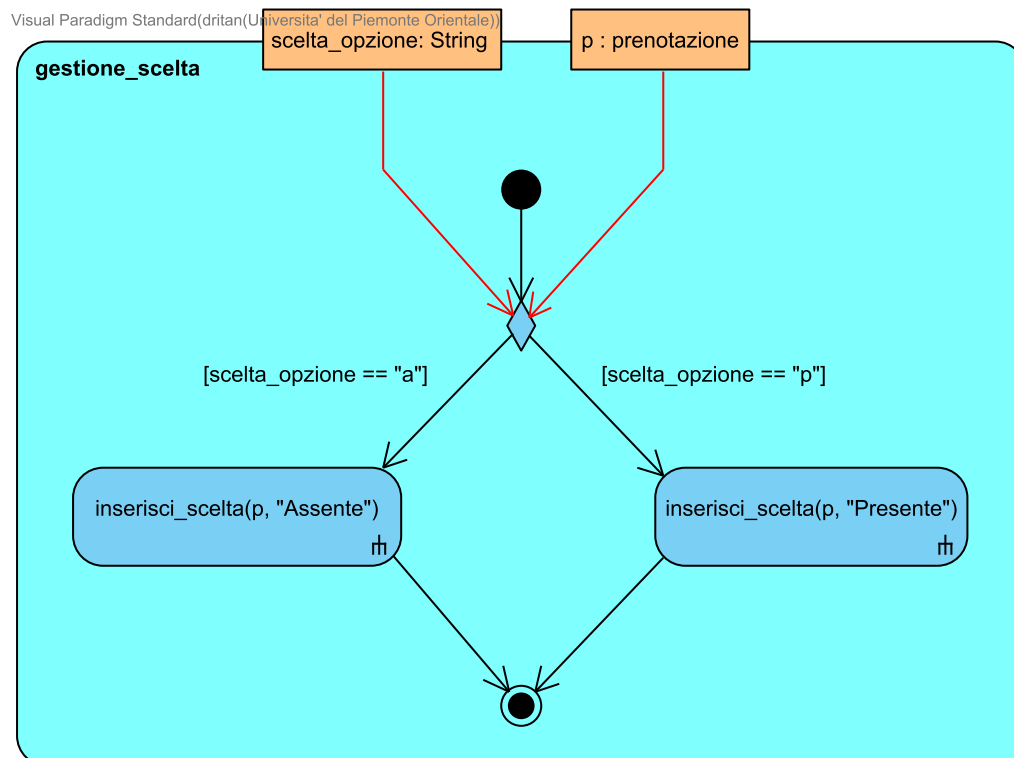 Visual Paradigm Standard(dritan(Universita' del Piemonte Orientale))
scelta_opzione: String
p : prenotazione
gestione_scelta
[scelta_opzione == "a"]
[scelta_opzione == "p"]
inserisci_scelta(p, "Assente")
inserisci_scelta(p, "Presente")